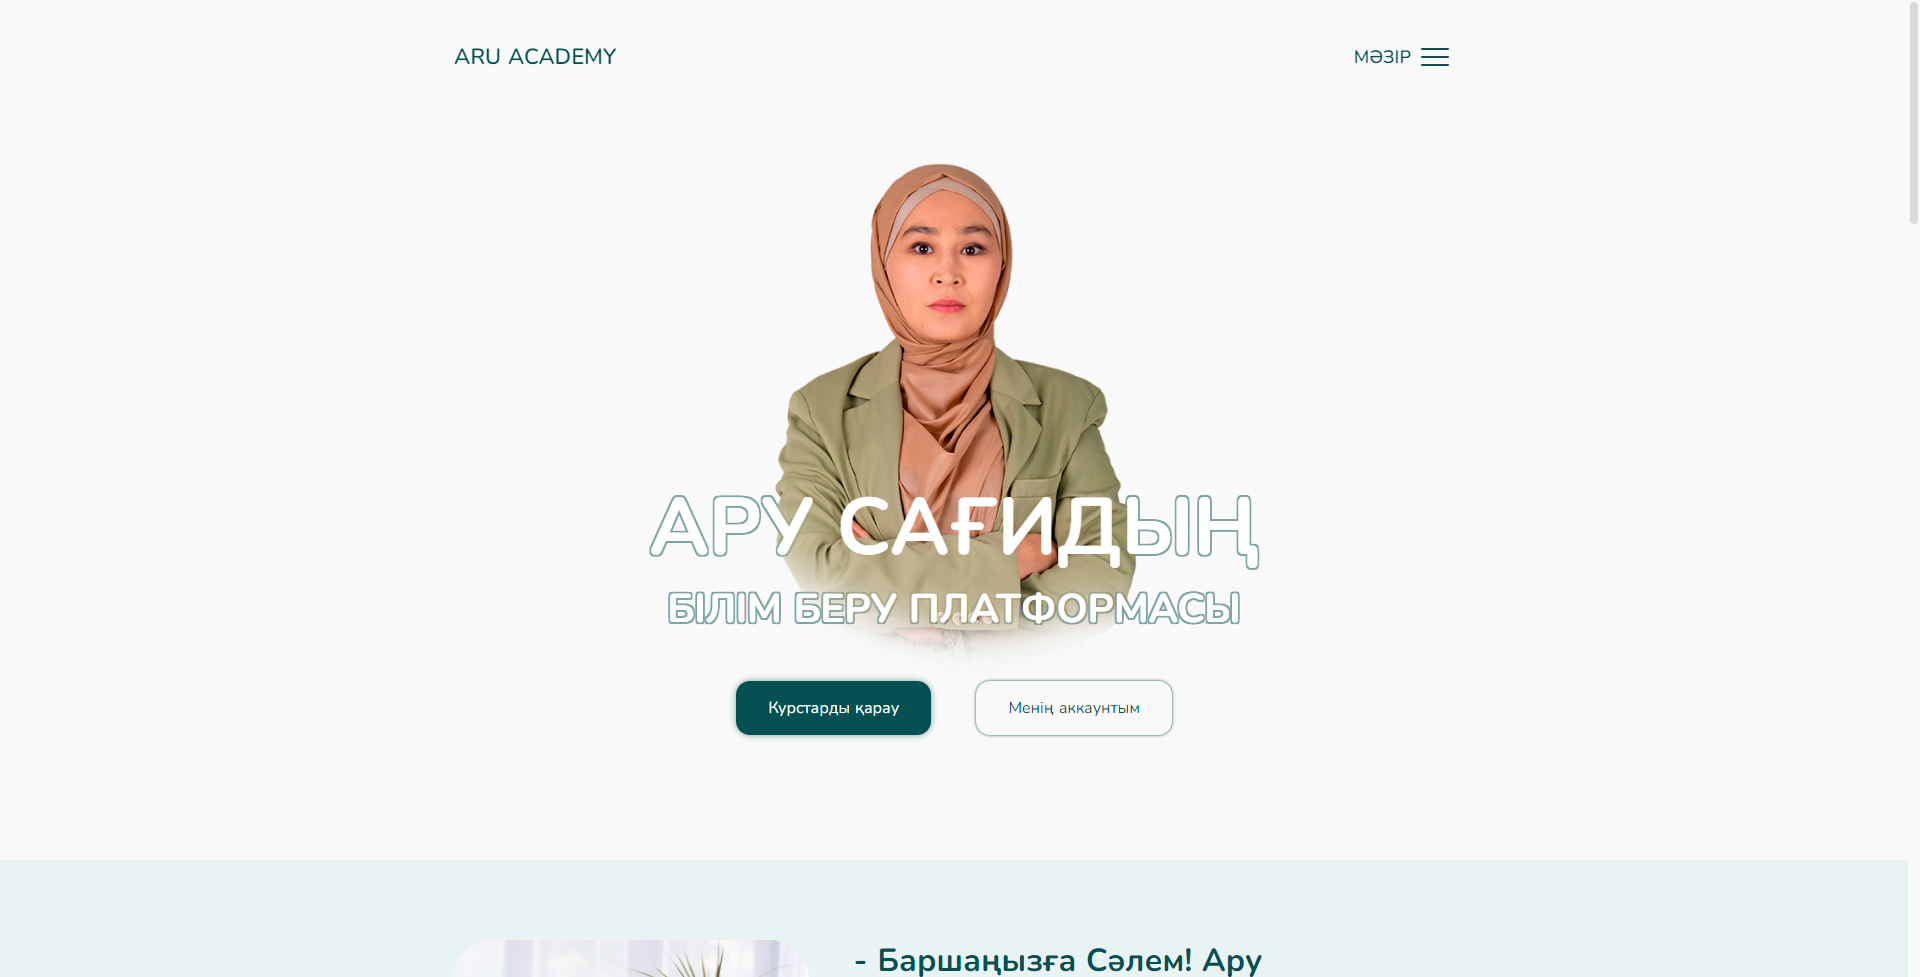 ARU ACADEMY
МӘЗІР
АРУ САҒИДЫҢ
БІЛІМ БЕРУ ПЛАТФОРМАСЫ
Курстарды қарау
Менің аккаунтым
- Баршаңызға Сәлем! Ару